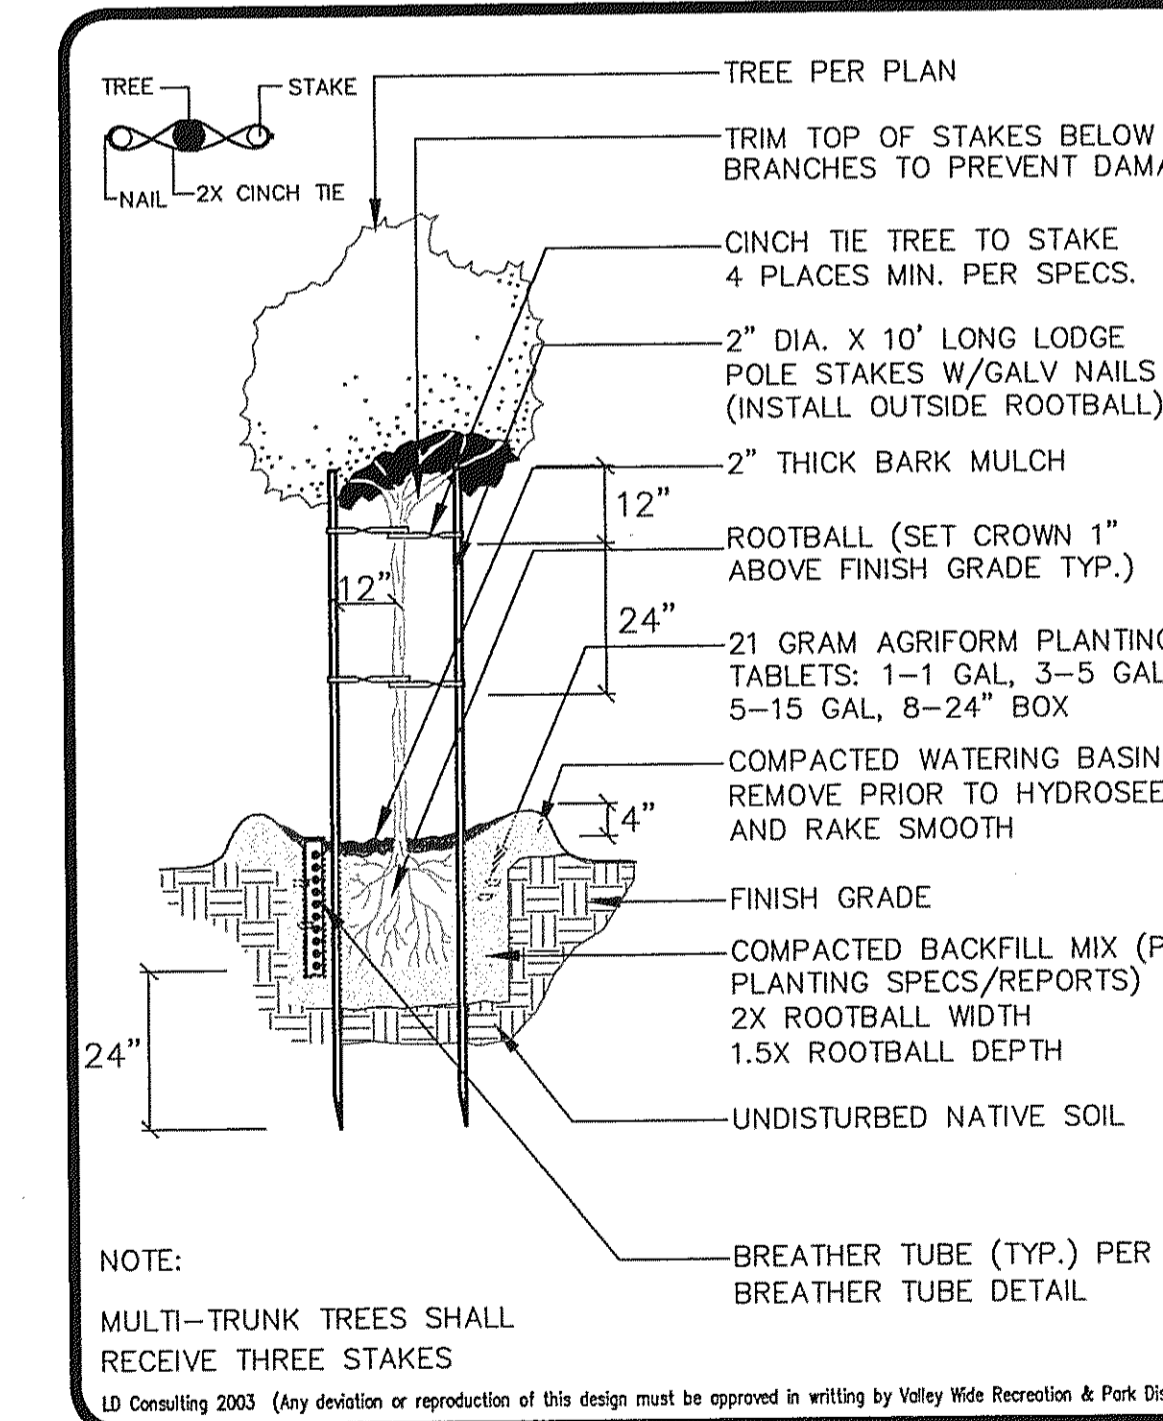 TREE
STAKE
NAIL
2X CINCH TIE
TREE PER PLAN
TRIM TOP OF STAKES BELOW
BRANCHES TO PREVENT
CINCH TIE TREE TO STAKE
4 PLACES MIN. PER SPECS.
2" DIA. X 10' LONG LODGE
POLE STAKES W/GALV NAILS
(INSTALL OUTSIDE ROOTBALL)
2" THICK BARK MULCH
12"
ROOTBALL (SET CROWN 1"
ABOVE FINISH GRADE TYP.)
12"
24"
21 GRAM AGRIFORM PLANTING
TABLETS: 1-1 GAL, 3-5 GAL
5-15 GAL, 8-24" BOX
COMPACTED WATERING BASIN
REMOVE PRIOR TO
AND RAKE SMOOTH
4"
FINISH GRADE
COMPACTED BACKFILL MIX
PLANTING SPECS/REPORTS)
2X ROOTBALL WIDTH
1.5X ROOTBALL DEPTH
24"
UNDISTURBED NATIVE SOIL
BREATHER TUBE (TYP.) PER
BREATHER TUBE DETAIL
NOTE:
MULTI-TRUNK TREES SHALL
RECEIVE THREE STAKES
LD Consulting 2003 (Any deviation or reproduction of this design must be approved in writting by Valley Wide Recreation & Park